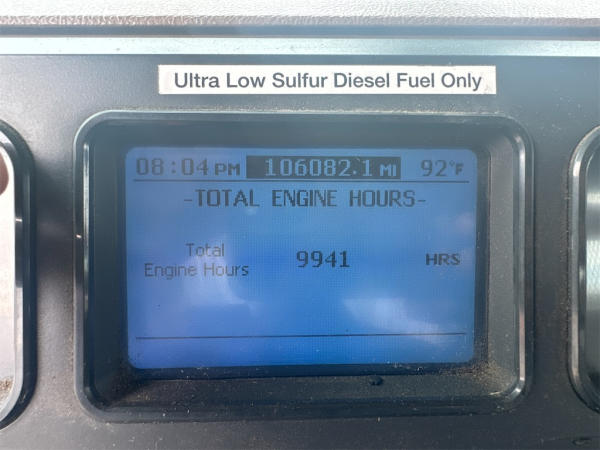 Ultra Low Sulfur Diesel Fuel Only
08:04 PM 106082.1 MI 92°F
-TOTAL ENGINE HOURS-
Total
Engine Hours 9941 HRS